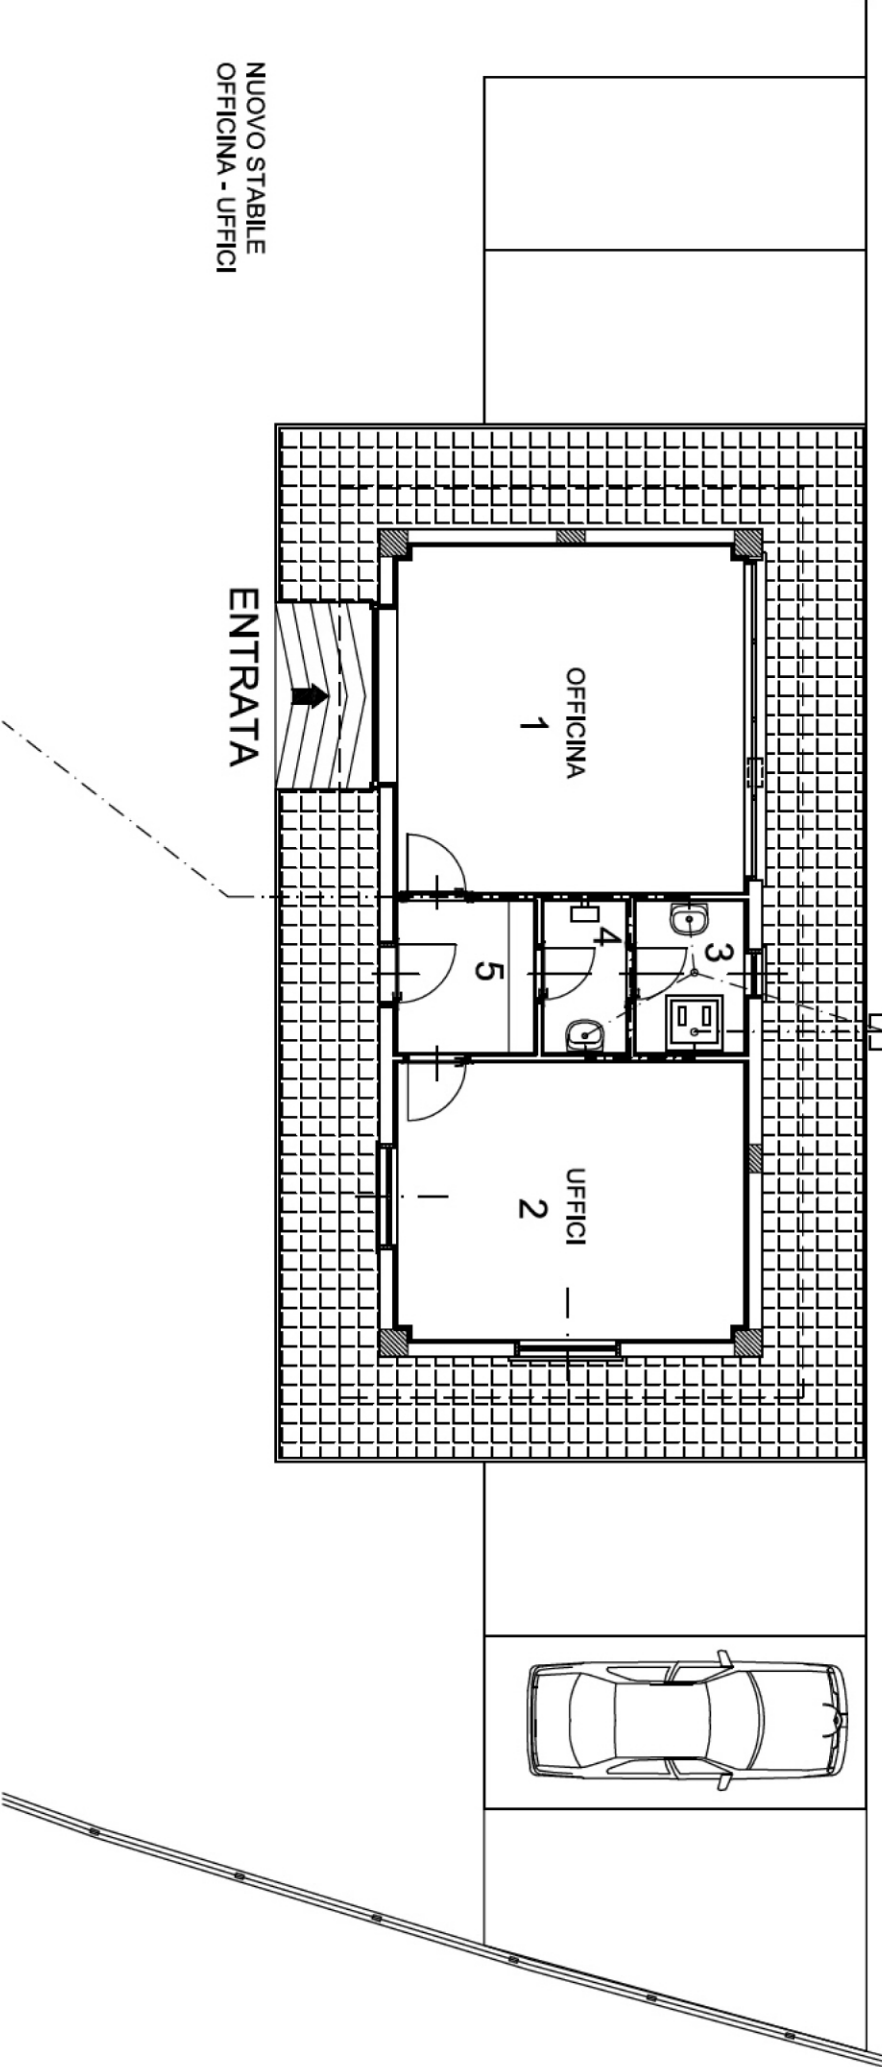 NUOVO STABILE
OFFICINA - UFFICI
ENTRATA
OFFICINA
1
3
4
5
UFFICI
2